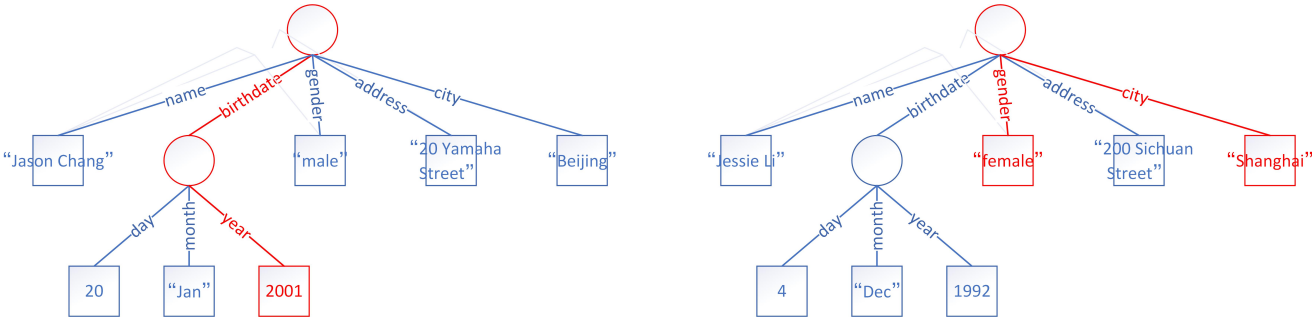 name
birthdate
gender
address
city
“Jason Chang”
“male”
“20 Yamaha
Street”
“Beijing”
day
month
year
20
“Jan”
2001
name
birthdate
gender
address
city
“Jessie Li”
“female”
“200 Sichuan
Street”
“Shanghai”
day
month
year
4
“Dec”
1992